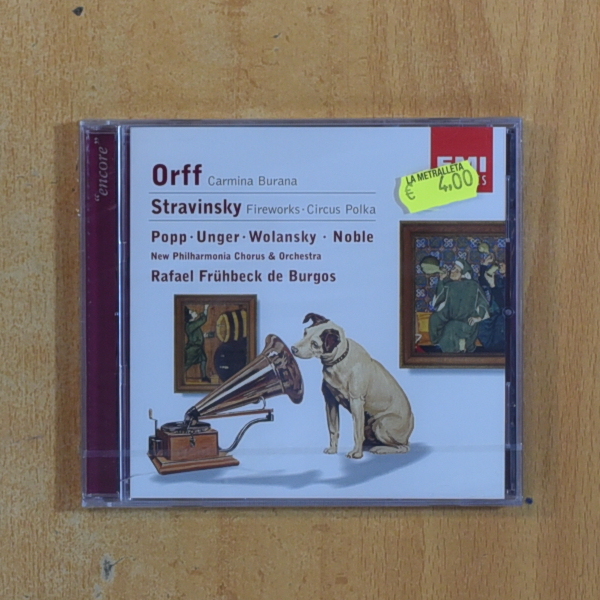 "encore"
Orff Carmina Burana
Stravinsky Fireworks · Circus Polka
Popp · Unger · Wolansky · Noble
New Philharmonia Chorus & Orchestra
Rafael Frühbeck de Burgos
EMI
LA METRALLETA
€ 4,00